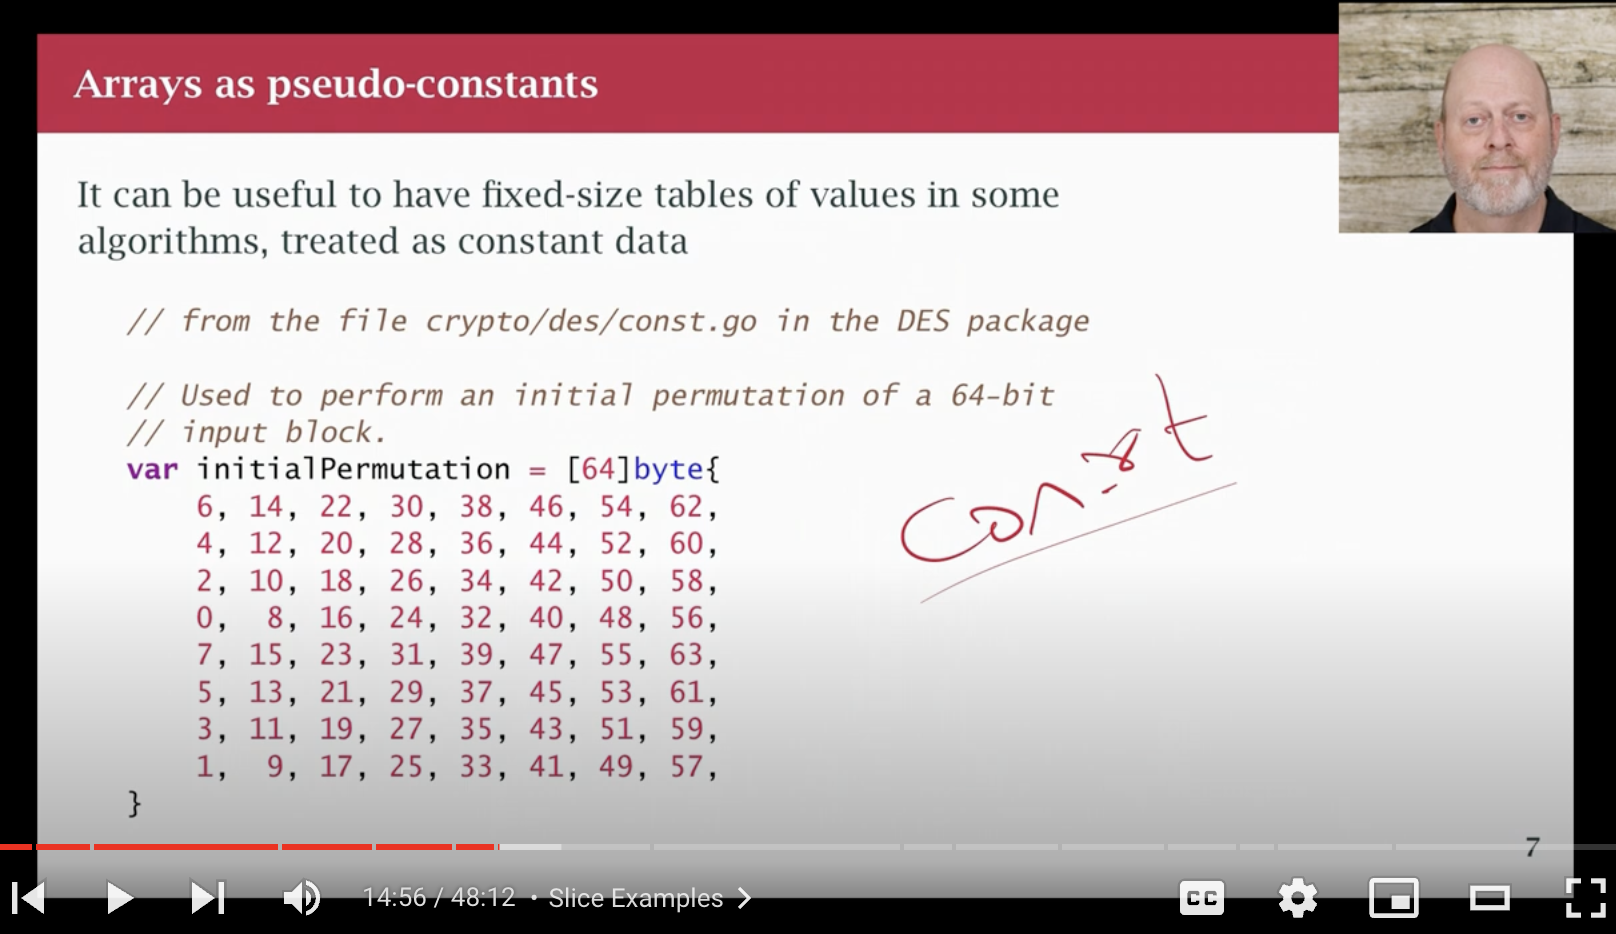 Arrays as pseudo-constants
It can be useful to have fixed-size tables of values in some
algorithms, treated as constant data
// from the file crypto/des/const.go in the DES package
// Used to perform an initial permutation of a 64-bit
// input block.
var initialPermutation = [64]byte{
6, 14, 22, 30, 38, 46, 54, 62,
4, 12, 20, 28, 36, 44, 52, 60,
2, 10, 18, 26, 34, 42, 50, 58,
0, 8, 16, 24, 32, 40, 48, 56,
7, 15, 23, 31, 39, 47, 55, 63,
5, 13, 21, 29, 37, 45, 53, 61,
3, 11, 19, 27, 35, 43, 51, 59,
1, 9, 17, 25, 33, 41, 49, 57,
}
const
7
14:56 / 48:12 • Slice Examples
CC